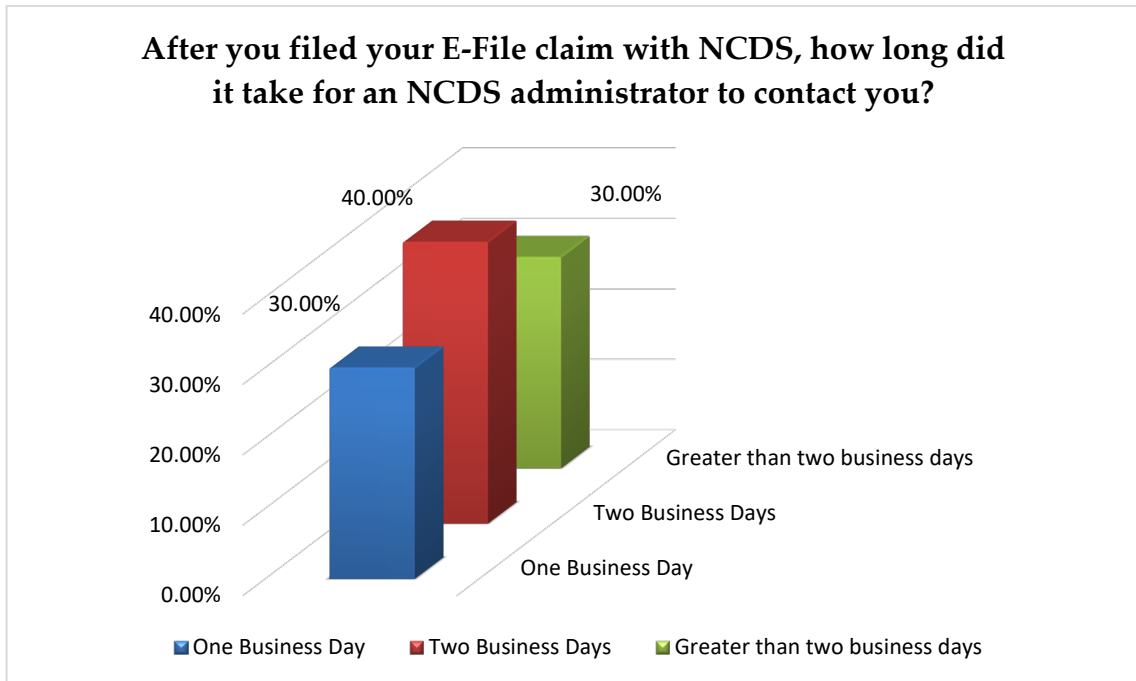 After you filed your E-File claim with NCDS, how long did
it take for an NCDS administrator to contact you?
40.00%
30.00%
30.00%
40.00%
30.00%
20.00%
10.00%
0.00%
Greater than two business days
Two Business Days
One Business Day
One Business Day Two Business Days Greater than two business days